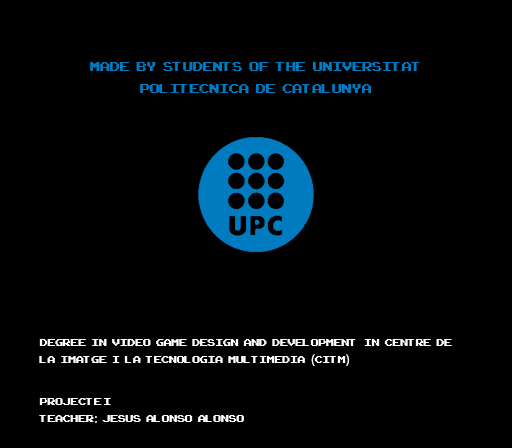 MADE BY STUDENTS OF THE UNIVERSITAT
POLITECNICA DE CATALUNYA
UPC
DEGREE IN VIDEO GAME DESIGN AND DEVELOPMENT IN CENTRE DE
LA IMATGE I LA TECNOLOGIA MULTIMEDIA (CITM)
PROJECTE I
TEACHER: JESUS ALONSO ALONSO